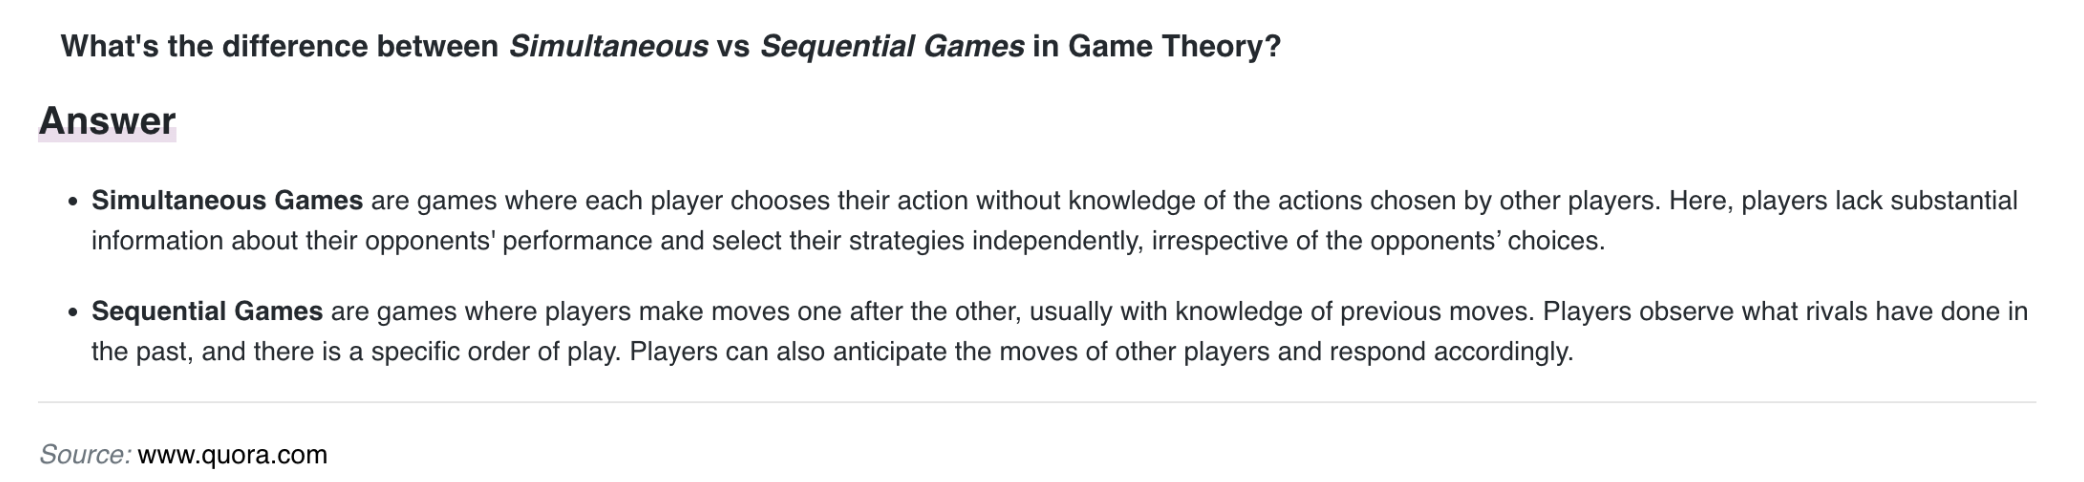 What's the difference between Simultaneous vs Sequential Games in Game Theory?
Answer
• Simultaneous Games are games where each player chooses their action without knowledge of the actions chosen by other players. Here, players lack substantial
information about their opponents' performance and select their strategies independently, irrespective of the opponents’ choices.
• Sequential Games are games where players make moves one after the other, usually with knowledge of previous moves. Players observe what rivals have done in
the past, and there is a specific order of play. Players can also anticipate the moves of other players and respond accordingly.
Source: www.quora.com